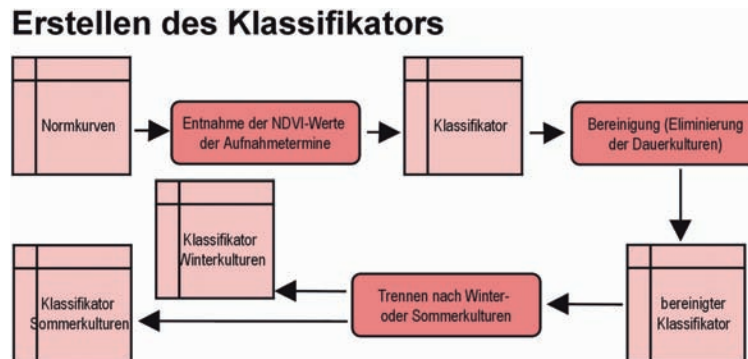 Erstellen des Klassifikators
Normkurven
Entnahme der NDVI-Werte
der Aufnahmetermine
Klassifikator
Bereinigung (Eliminierung
der Dauerkulturen)
Klassifikator
Winterkulturen
Klassifikator
Sommerkulturen
Trennen nach Winter-
oder Sommerkulturen
bereinigter
Klassifikator